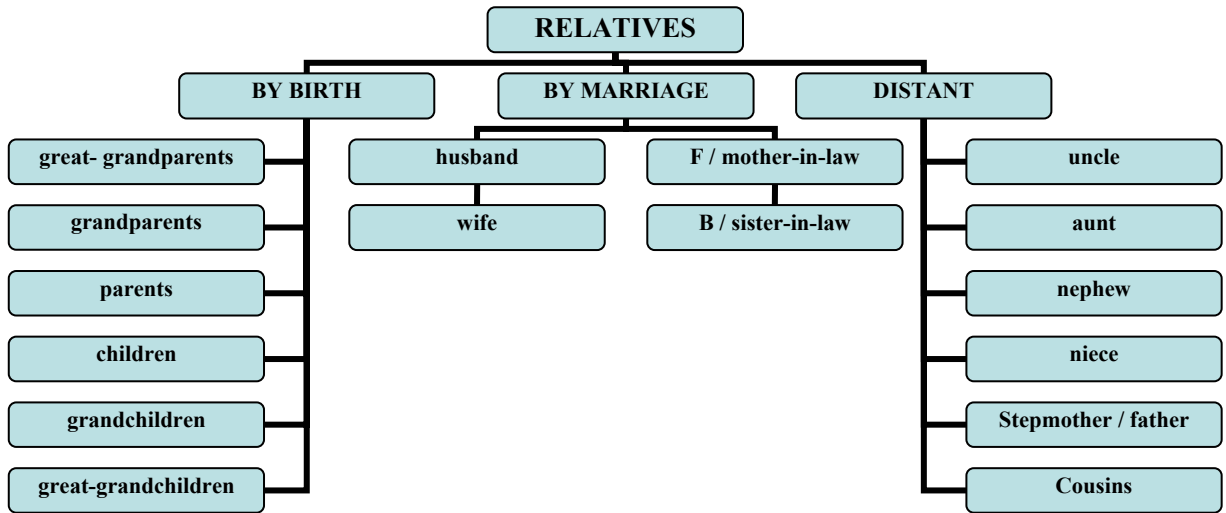 RELATIVES
BY BIRTH
BY MARRIAGE
DISTANT
great- grandparents
husband
F / mother-in-law
uncle
grandparents
wife
B / sister-in-law
aunt
parents
nephew
children
niece
grandchildren
Stepmother / father
great-grandchildren
Cousins